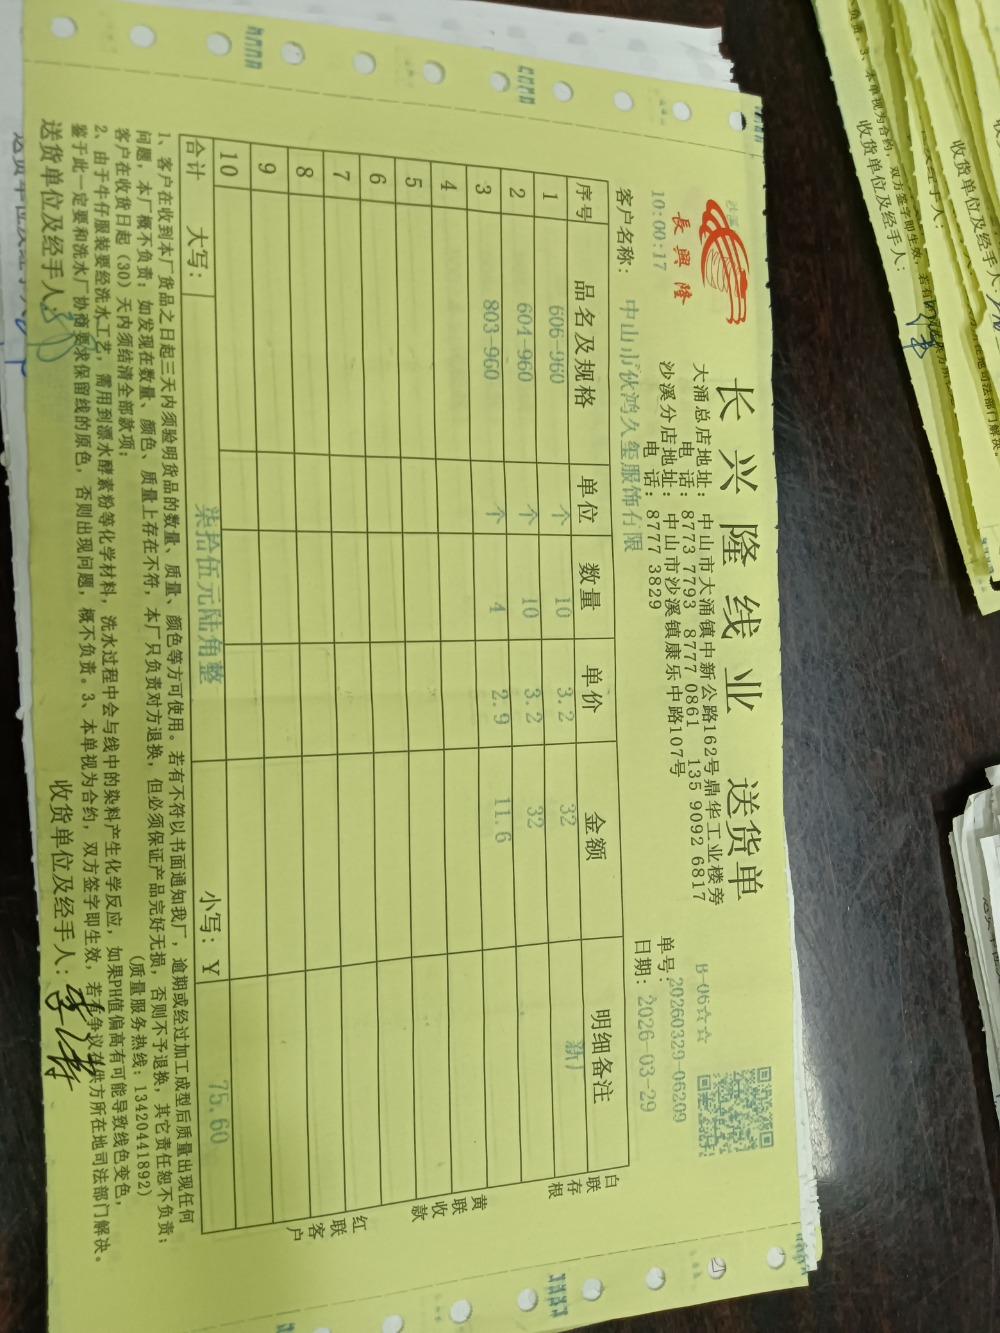 長興隆
长兴隆线业 送货单
大涌总店地址: 中山市大涌镇中新公路162号鼎华工业楼旁
电 话: 8773 7793 8777 0861 135 9092 6817
沙溪分店地址: 中山市沙溪镇康乐中路107号
电 话: 8777 3829
10:00:17
B-06☆☆
单号: 20260329-06209
日期: 2026-03-29
客户名称: 中山市伙鸿久玺服饰有限
序号 品名及规格 单位 数量 单价 金额 明细备注
1 606-960 个 10 3.2 32 新厂
2 604-960 个 10 3.2 32
3 803-960 个 4 2.9 11.6
4
5
6
7
8
9
10
合计 大写: 柒拾伍元陆角整 小写: Y 75.60
白联存根
黄联收款
红联客户
1、客户在收到本厂货品之日起三天内须验明货品的数量、质量、颜色等方可使用。若有不符以书面通知我厂，逾期或经过加工成型后质量出现任何
问题，本厂概不负责；如发现在数量、颜色、质量上存在不符，本厂只负责对方退换，但必须保证产品完好无损，否则不予退换，其它责任恕不负责；
客户在收货日起（30）天内须结清全部款项； (质量服务热线：13420441892)
2、由于牛仔服装要经洗水工艺，需用到漂水酵素粉等化学材料，洗水过程中会与线中的染料产生化学反应，如果PH值偏高有可能导致线色变色，
鉴于此一定要和洗水厂协商要求保留线的原色，否则出现问题，概不负责。3、本单视为合约，双方签字即生效，若有争议在供方所在地司法部门解决。
送货单位及经手人: 收货单位及经手人:
收货单位及经手人:
收货单位及经手人: